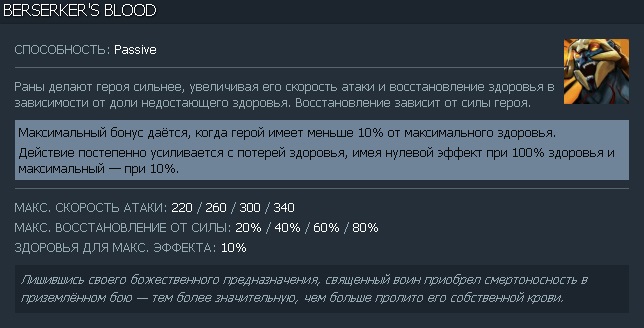 BERSERKER'S BLOOD
СПОСОБНОСТЬ: Passive
Раны делают героя сильнее, увеличивая его скорость атаки и восстановление здоровья в
зависимости от доли недостающего здоровья. Восстановление зависит от силы героя.
Максимальный бонус даётся, когда герой имеет меньше 10% от максимального здоровья.
Действие постепенно усиливается с потерей здоровья, имея нулевой эффект при 100% здоровья и
максимальный — при 10%.
МАКС. СКОРОСТЬ АТАКИ: 220 / 260 / 300 / 340
МАКС. ВОССТАНОВЛЕНИЕ ОТ СИЛЫ: 20% / 40% / 60% / 80%
ЗДОРОВЬЯ ДЛЯ МАКС. ЭФФЕКТА: 10%
Лишившись своего божественного предназначения, священный воин приобрел смертоносность в
приземлённом бою — тем более значительную, чем больше пролито его собственной крови.